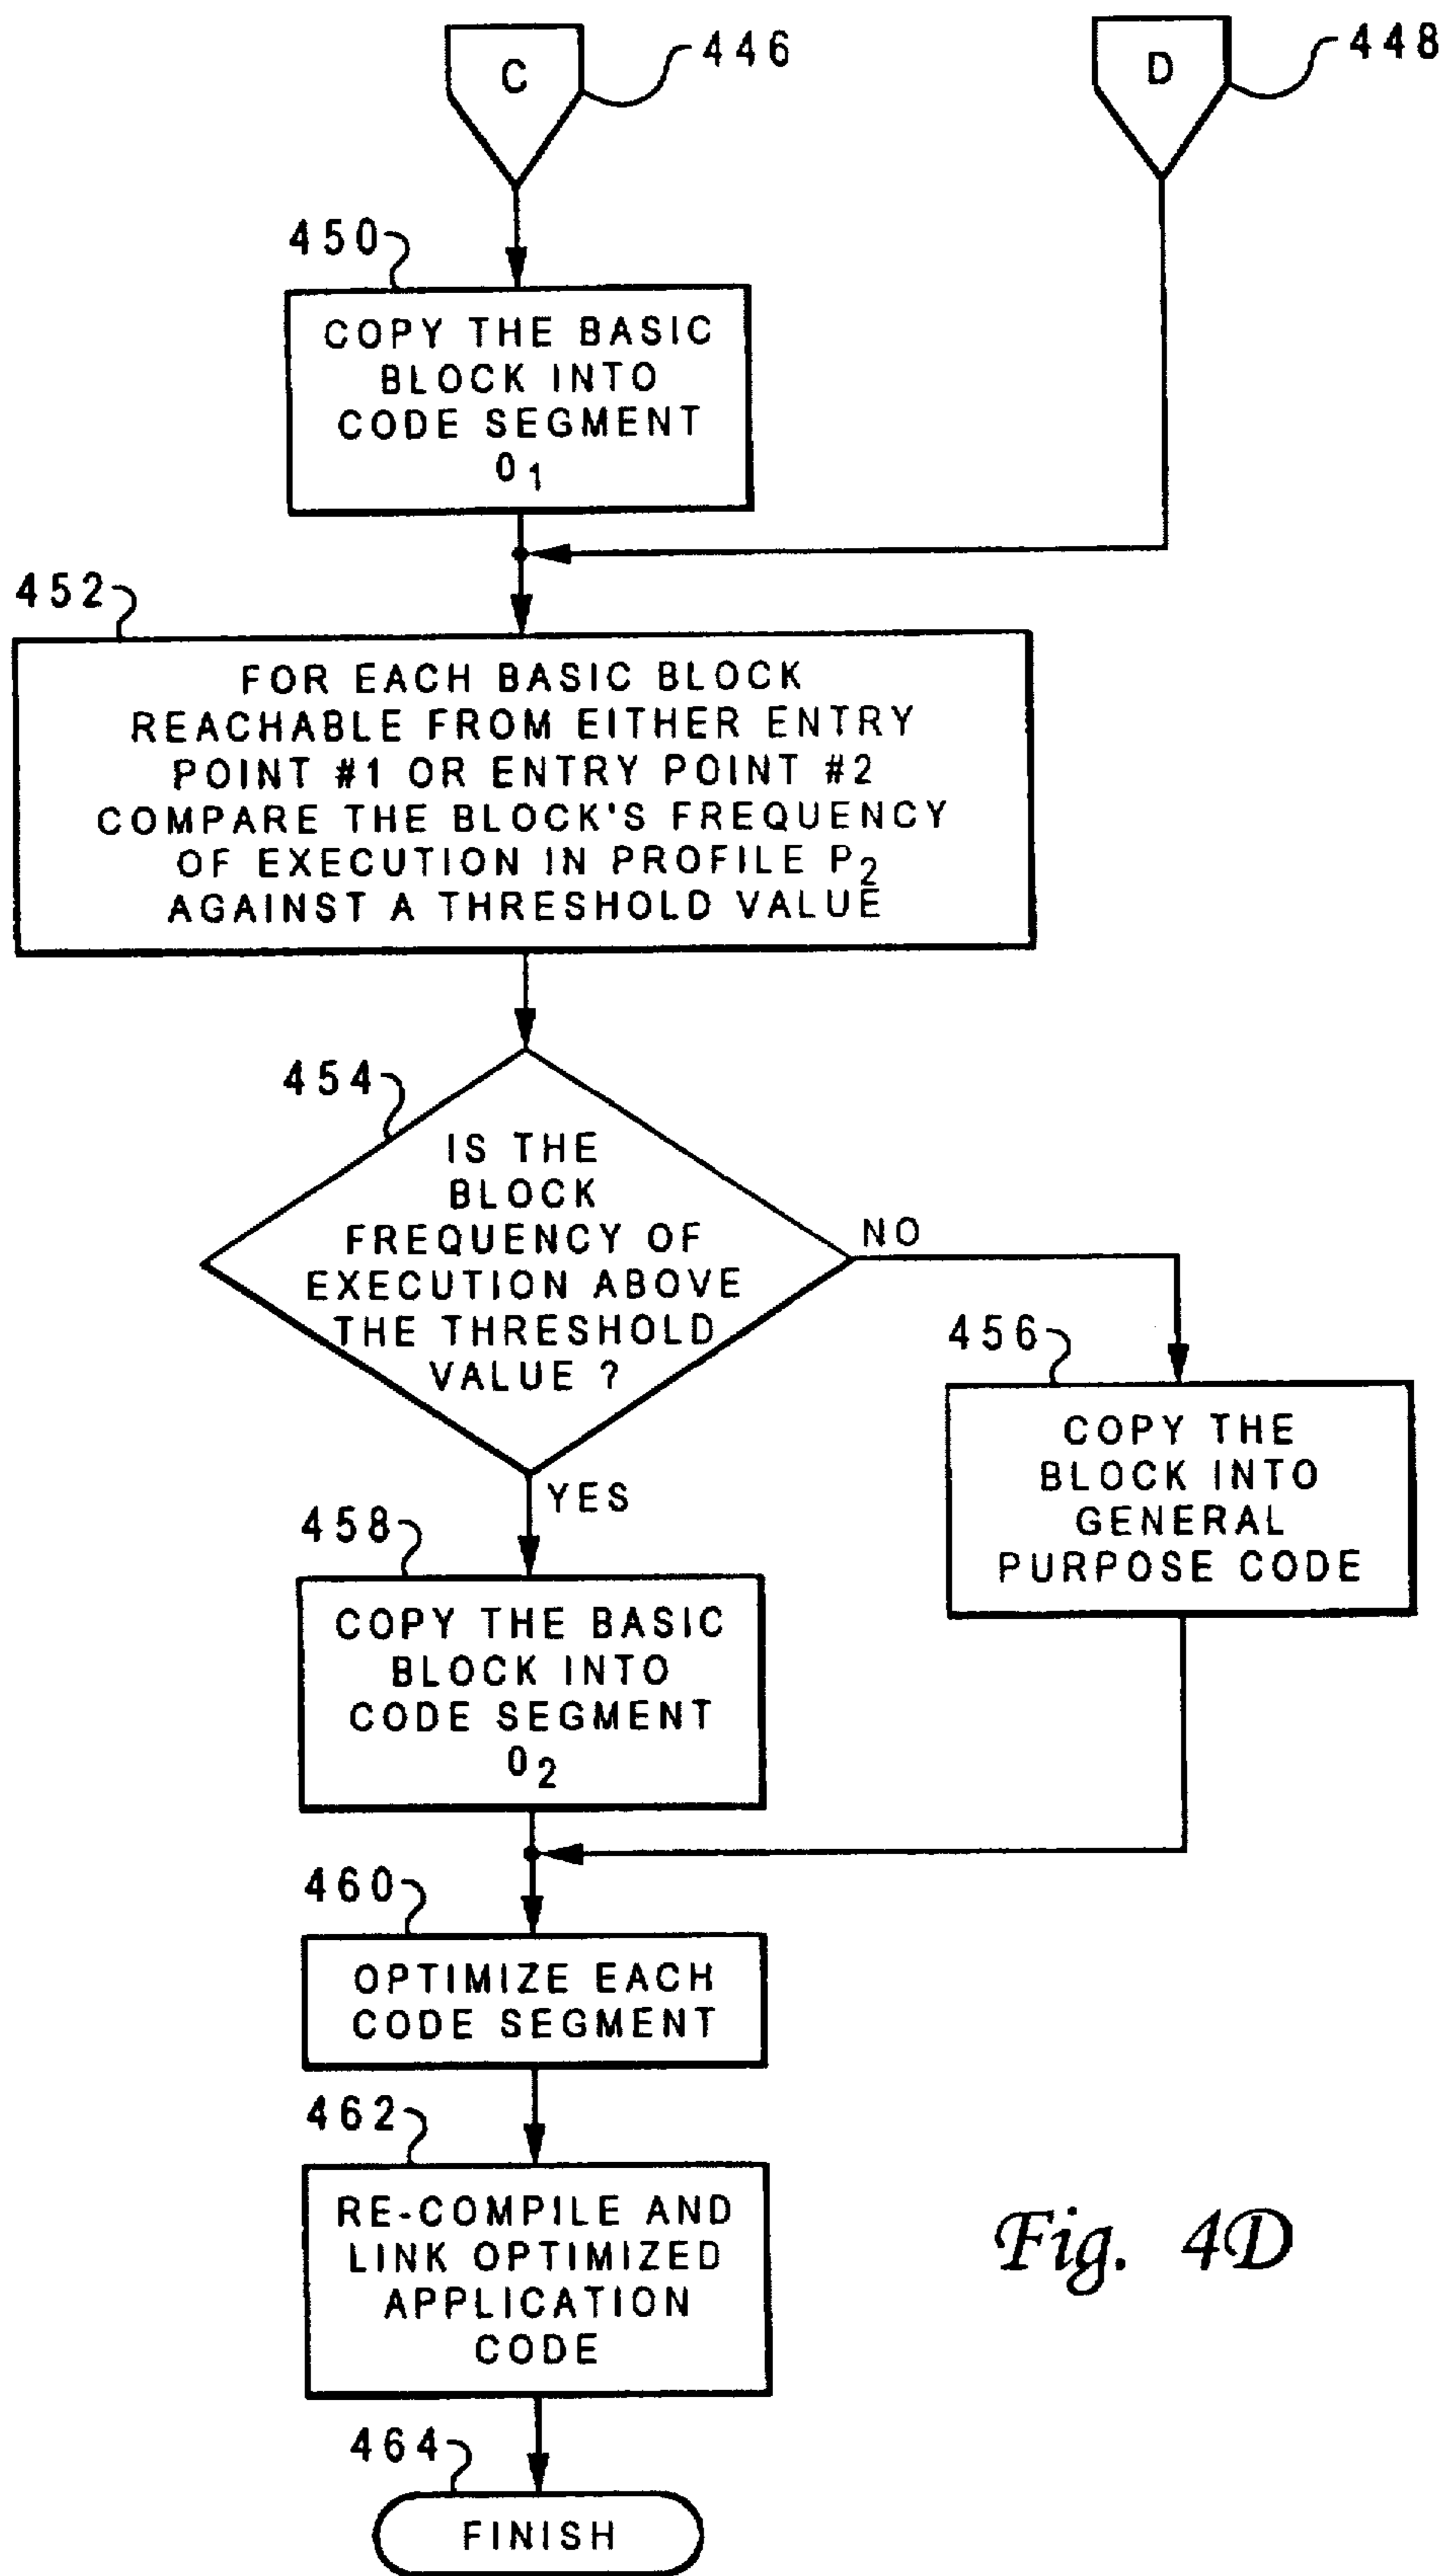 C
446
D
448
450
COPY THE BASIC
BLOCK INTO
CODE SEGMENT
O₁
452
FOR EACH BASIC BLOCK
REACHABLE FROM EITHER ENTRY
POINT #1 OR ENTRY POINT #2
COMPARE THE BLOCK'S FREQUENCY
OF EXECUTION IN PROFILE P₂
AGAINST A THRESHOLD VALUE
454
IS THE
BLOCK
FREQUENCY OF
EXECUTION ABOVE
THE THRESHOLD
VALUE ?
NO
YES
456
COPY THE
BLOCK INTO
GENERAL
PURPOSE CODE
458
COPY THE BASIC
BLOCK INTO
CODE SEGMENT
O₂
460
OPTIMIZE EACH
CODE SEGMENT
462
RE-COMPILE AND
LINK OPTIMIZED
APPLICATION
CODE
464
FINISH
Fig. 4D